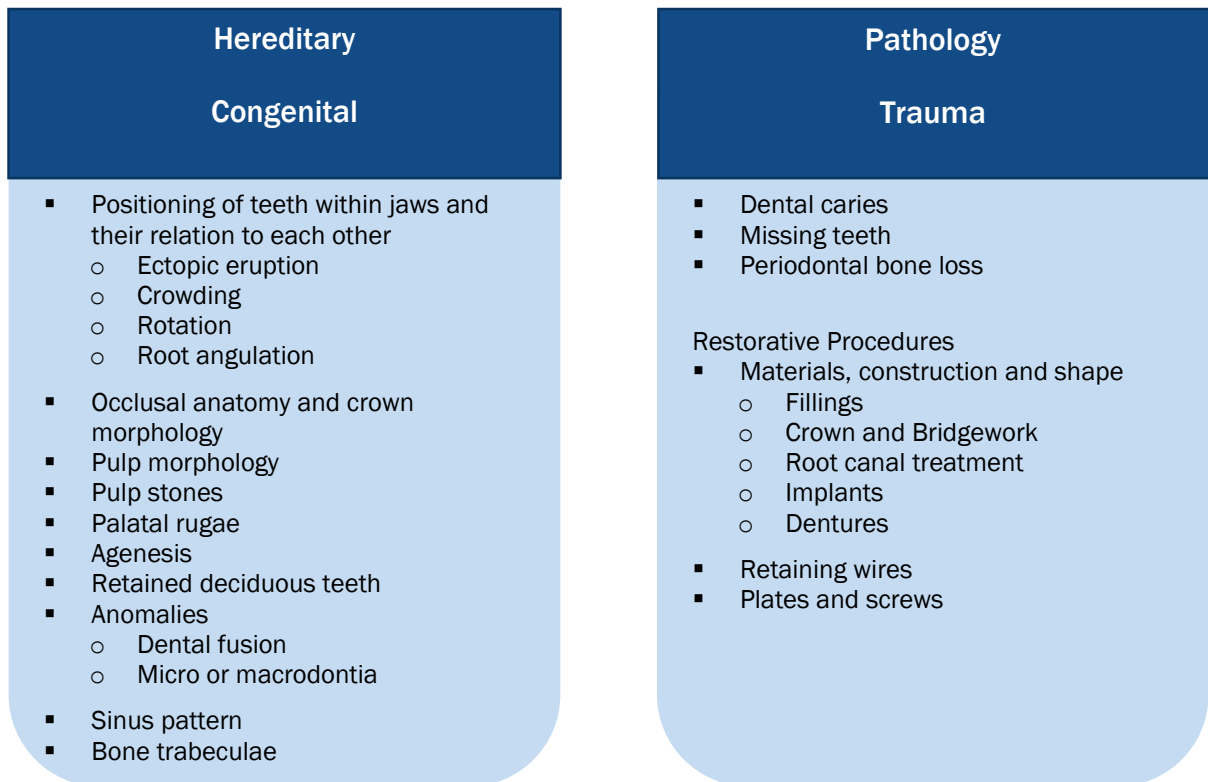 Hereditary
Congenital
▪ Positioning of teeth within jaws and
their relation to each other
o Ectopic eruption
o Crowding
o Rotation
o Root angulation
▪ Occlusal anatomy and crown
morphology
▪ Pulp morphology
▪ Pulp stones
▪ Palatal rugae
▪ Agenesis
▪ Retained deciduous teeth
▪ Anomalies
o Dental fusion
o Micro or macrodontia
▪ Sinus pattern
▪ Bone trabeculae
Pathology
Trauma
▪ Dental caries
▪ Missing teeth
▪ Periodontal bone loss
Restorative Procedures
▪ Materials, construction and shape
o Fillings
o Crown and Bridgework
o Root canal treatment
o Implants
o Dentures
▪ Retaining wires
▪ Plates and screws